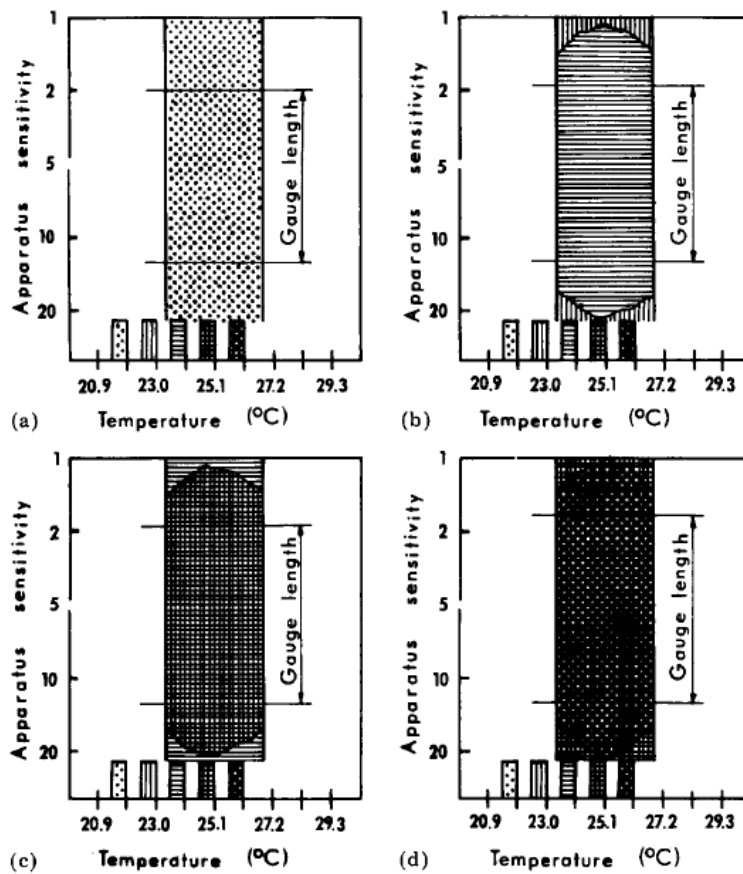 1
2
5
10
20
Apparatus sensitivity
Gauge length
20.9 23.0 25.1 27.2 29.3
(a) Temperature (°C)
1
2
5
10
20
Apparatus sensitivity
Gauge length
20.9 23.0 25.1 27.2 29.3
(b) Temperature (°C)
1
2
5
10
20
Apparatus sensitivity
Gauge length
20.9 23.0 25.1 27.2 29.3
(c) Temperature (°C)
1
2
5
10
20
Apparatus sensitivity
Gauge length
20.9 23.0 25.1 27.2 29.3
(d) Temperature (°C)